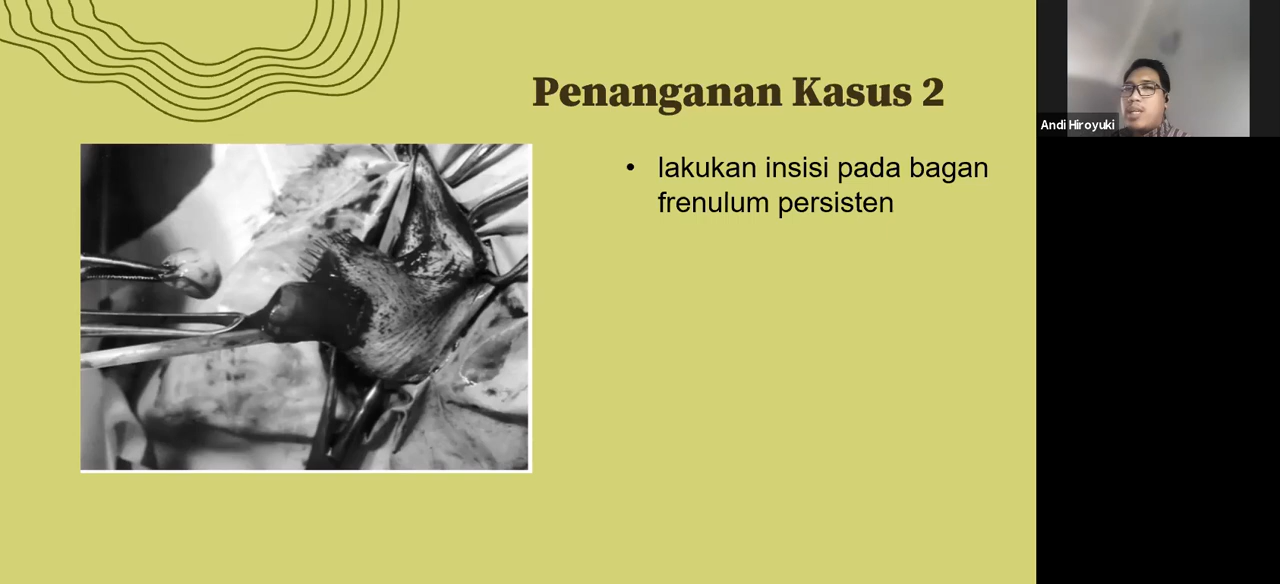 Penanganan Kasus 2
• lakukan insisi pada bagan
frenulum persisten
Andi Hiroyuki